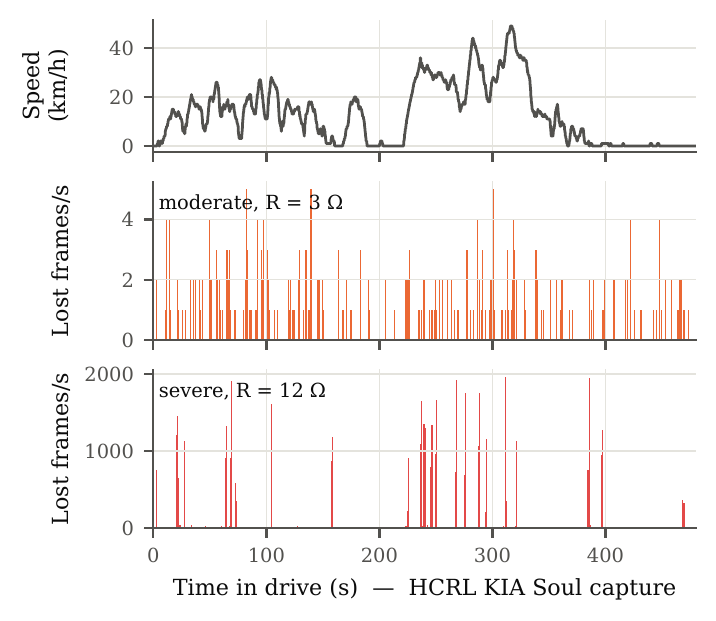 Speed
(km/h)
40
20
0
Lost frames/s
moderate, R = 3 Ω
4
2
0
Lost frames/s
severe, R = 12 Ω
2000
1000
0
0 100 200 300 400
Time in drive (s) — HCRL KIA Soul capture